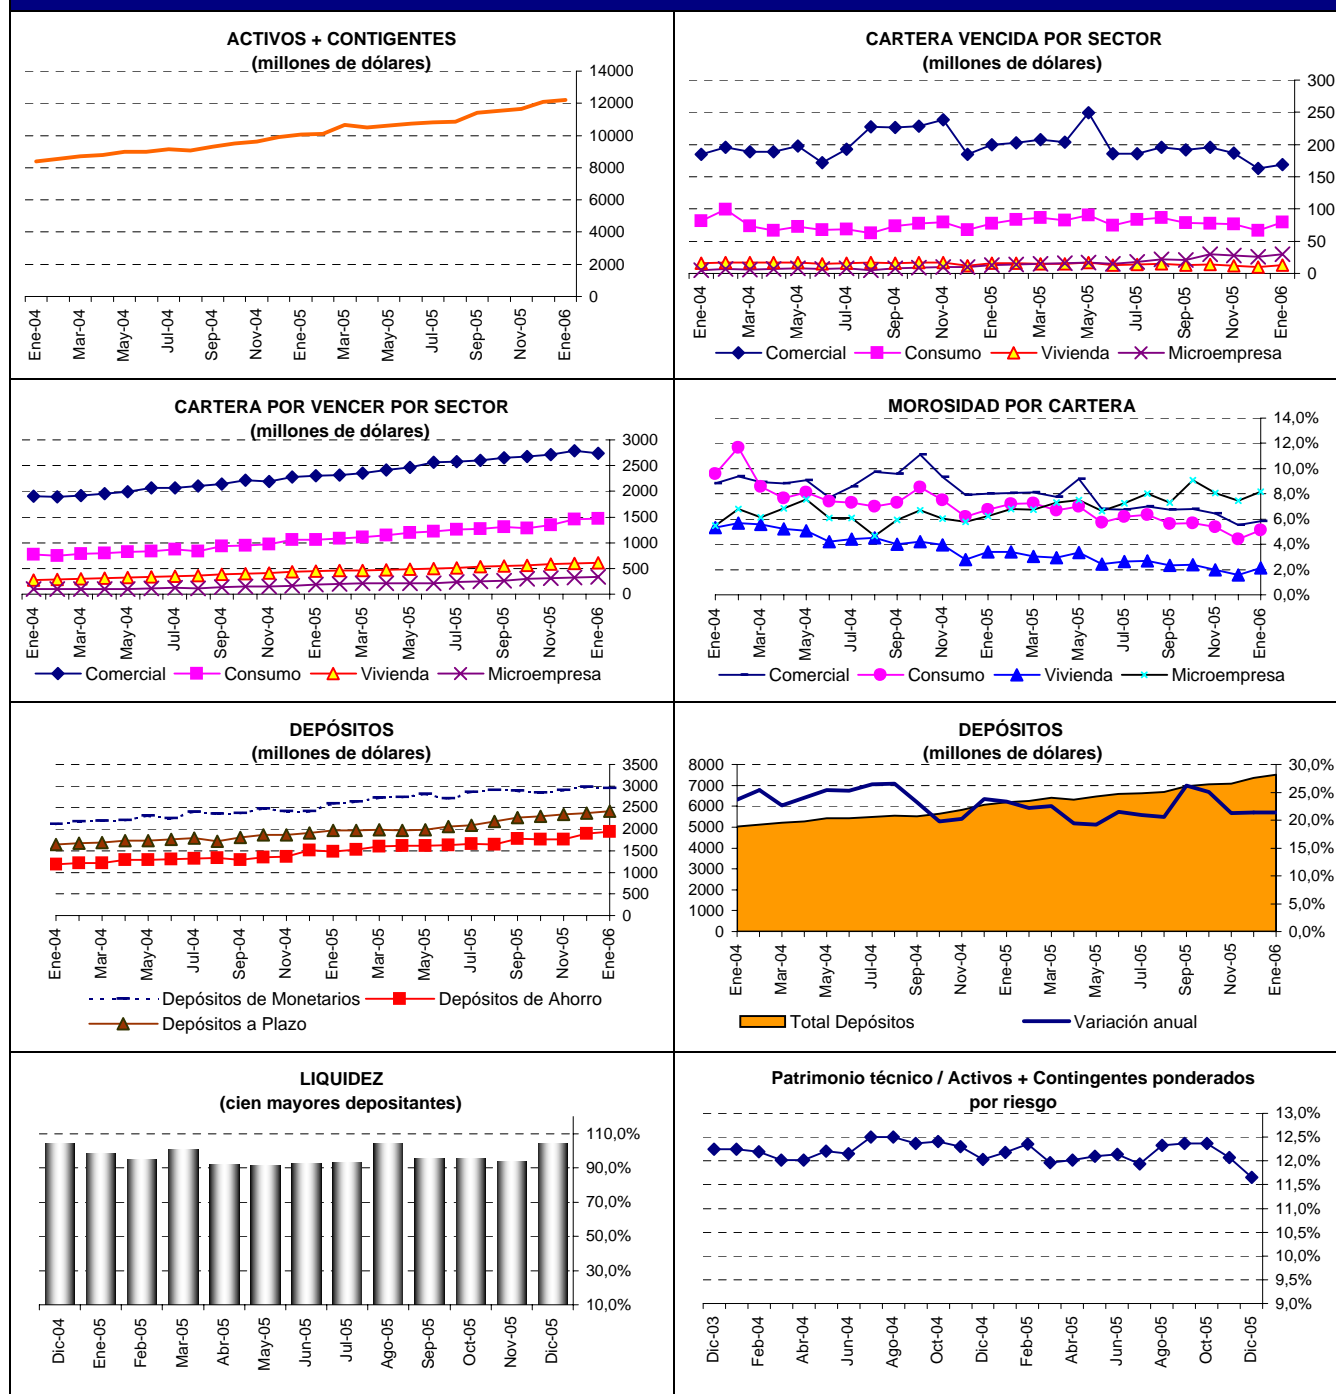 ACTIVOS + CONTIGENTES
(millones de dólares)
14000
12000
10000
8000
6000
4000
2000
0
Ene-04
Mar-04
May-04
Jul-04
Sep-04
Nov-04
Ene-05
Mar-05
May-05
Jul-05
Sep-05
Nov-05
Ene-06
CARTERA VENCIDA POR SECTOR
(millones de dólares)
300
250
200
150
100
50
0
Ene-04
Mar-04
May-04
Jul-04
Sep-04
Nov-04
Ene-05
Mar-05
May-05
Jul-05
Sep-05
Nov-05
Ene-06
Comercial Consumo Vivienda Microempresa
CARTERA POR VENCER POR SECTOR
(millones de dólares)
3000
2500
2000
1500
1000
500
0
Ene-04
Mar-04
May-04
Jul-04
Sep-04
Nov-04
Ene-05
Mar-05
May-05
Jul-05
Sep-05
Nov-05
Ene-06
Comercial Consumo Vivienda Microempresa
MOROSIDAD POR CARTERA
14,0%
12,0%
10,0%
8,0%
6,0%
4,0%
2,0%
0,0%
Ene-04
Mar-04
May-04
Jul-04
Sep-04
Nov-04
Ene-05
Mar-05
May-05
Jul-05
Sep-05
Nov-05
Ene-06
Comercial Consumo Vivienda Microempresa
DEPÓSITOS
(millones de dólares)
3500
3000
2500
2000
1500
1000
500
0
Ene-04
Mar-04
May-04
Jul-04
Sep-04
Nov-04
Ene-05
Mar-05
May-05
Jul-05
Sep-05
Nov-05
Ene-06
Depósitos de Monetarios Depósitos de Ahorro
Depósitos a Plazo
DEPÓSITOS
(millones de dólares)
8000
7000
6000
5000
4000
3000
2000
1000
0
30,0%
25,0%
20,0%
15,0%
10,0%
5,0%
0,0%
Ene-04
Mar-04
May-04
Jul-04
Sep-04
Nov-04
Ene-05
Mar-05
May-05
Jul-05
Sep-05
Nov-05
Ene-06
Total Depósitos Variación anual
LIQUIDEZ
(cien mayores depositantes)
110,0%
90,0%
70,0%
50,0%
30,0%
10,0%
Dic-04
Ene-05
Feb-05
Mar-05
Abr-05
May-05
Jun-05
Jul-05
Ago-05
Sep-05
Oct-05
Nov-05
Dic-05
Patrimonio técnico / Activos + Contingentes ponderados
por riesgo
13,0%
12,5%
12,0%
11,5%
11,0%
10,5%
10,0%
9,5%
9,0%
Dic-03
Feb-04
Abr-04
Jun-04
Ago-04
Oct-04
Dic-04
Feb-05
Abr-05
Jun-05
Ago-05
Oct-05
Dic-05